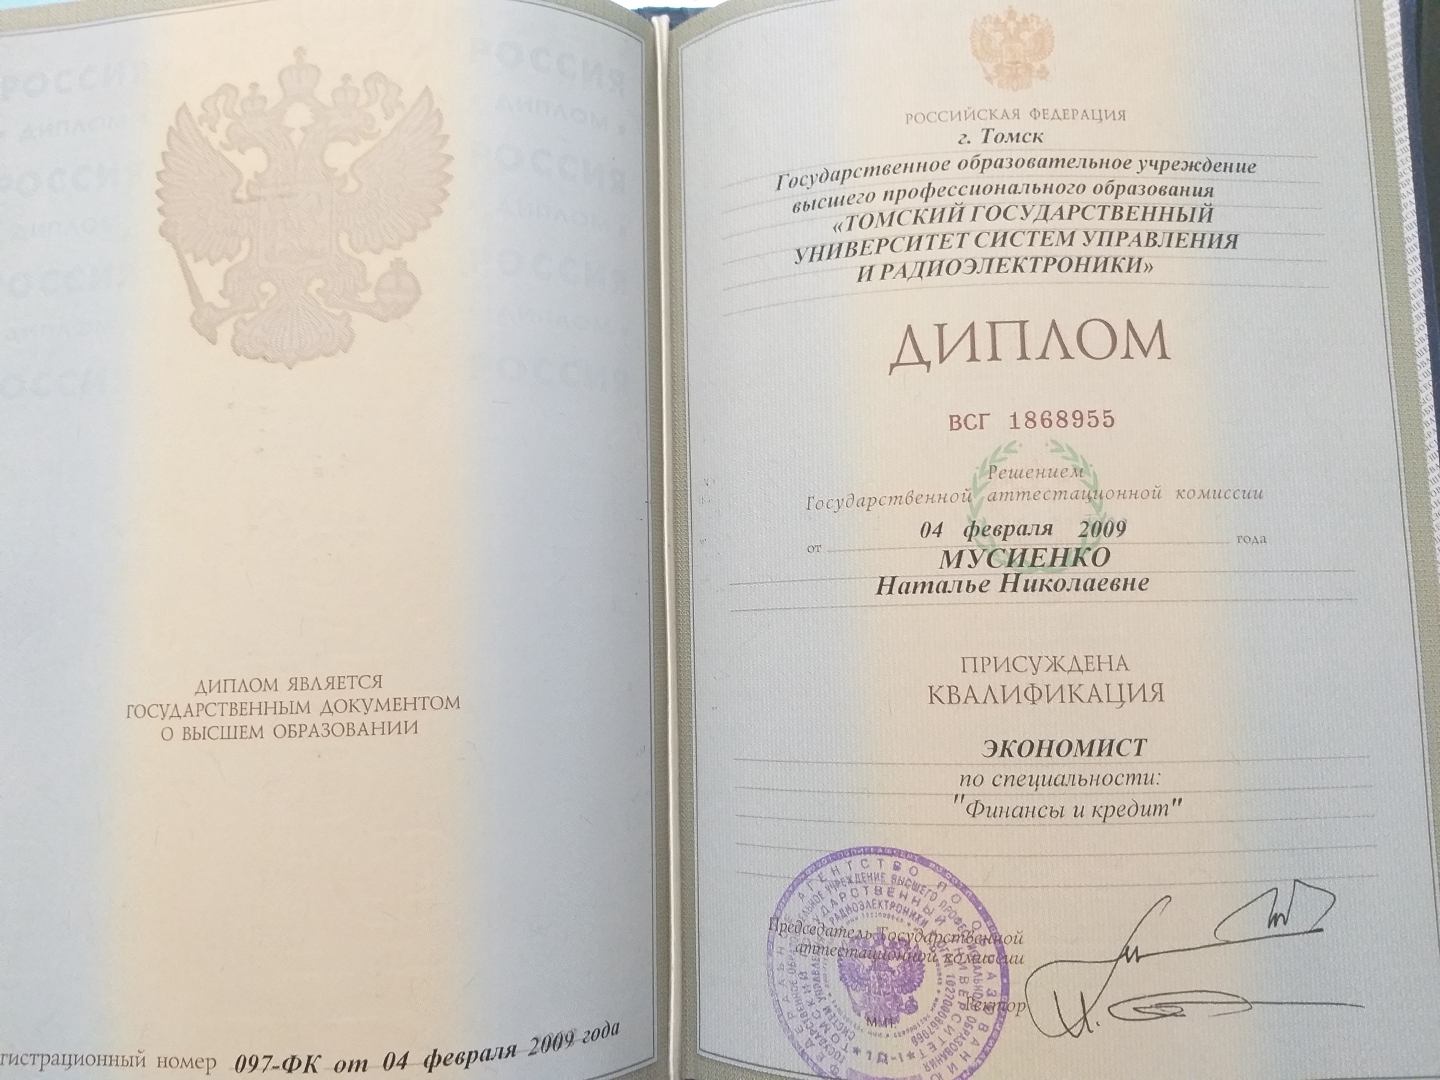 ДИПЛОМ ЯВЛЯЕТСЯ
ГОСУДАРСТВЕННЫМ ДОКУМЕНТОМ
О ВЫСШЕМ ОБРАЗОВАНИИ
гистрационный номер 097-ФК от 04 февраля 2009 года
РОССИЙСКАЯ ФЕДЕРАЦИЯ
г. Томск
Государственное образовательное учреждение
высшего профессионального образования
«ТОМСКИЙ ГОСУДАРСТВЕННЫЙ
УНИВЕРСИТЕТ СИСТЕМ УПРАВЛЕНИЯ
И РАДИОЭЛЕКТРОНИКИ»
ДИПЛОМ
ВСГ 1868955
Решением
Государственной аттестационной комиссии
от 04 февраля 2009 года
МУСИЕНКО
Наталье Николаевне
ПРИСУЖДЕНА
КВАЛИФИКАЦИЯ
ЭКОНОМИСТ
по специальности:
"Финансы и кредит"
Председатель Государственной
аттестационной комиссии
Ректор
М.П.